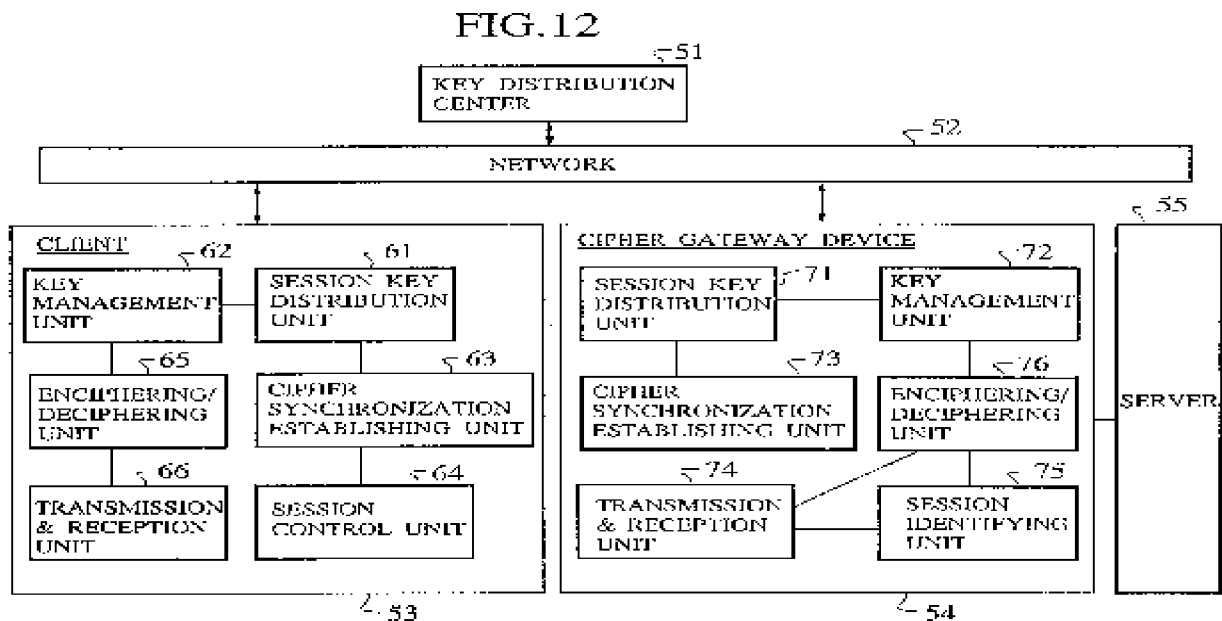 FIG.12
51
KEY DISTRIBUTION
CENTER
52
NETWORK
55
CLIENT
62
61
KEY
MANAGEMENT
UNIT
SESSION KEY
DISTRIBUTION
UNIT
65
63
ENCIPHERING/
DECIPHERING
UNIT
CIPHER
SYNCHRONIZATION
ESTABLISHING UNIT
66
64
TRANSMISSION
& RECEPTION
UNIT
SESSION
CONTROL UNIT
53
CIPHER GATEWAY DEVICE
71
72
SESSION KEY
DISTRIBUTION
UNIT
KEY
MANAGEMENT
UNIT
73
76
CIPHER
SYNCHRONIZATION
ESTABLISHING UNIT
ENCIPHERING/
DECIPHERING
UNIT
74
75
TRANSMISSION
& RECEPTION
UNIT
SESSION
IDENTIFYING
UNIT
54
SERVER